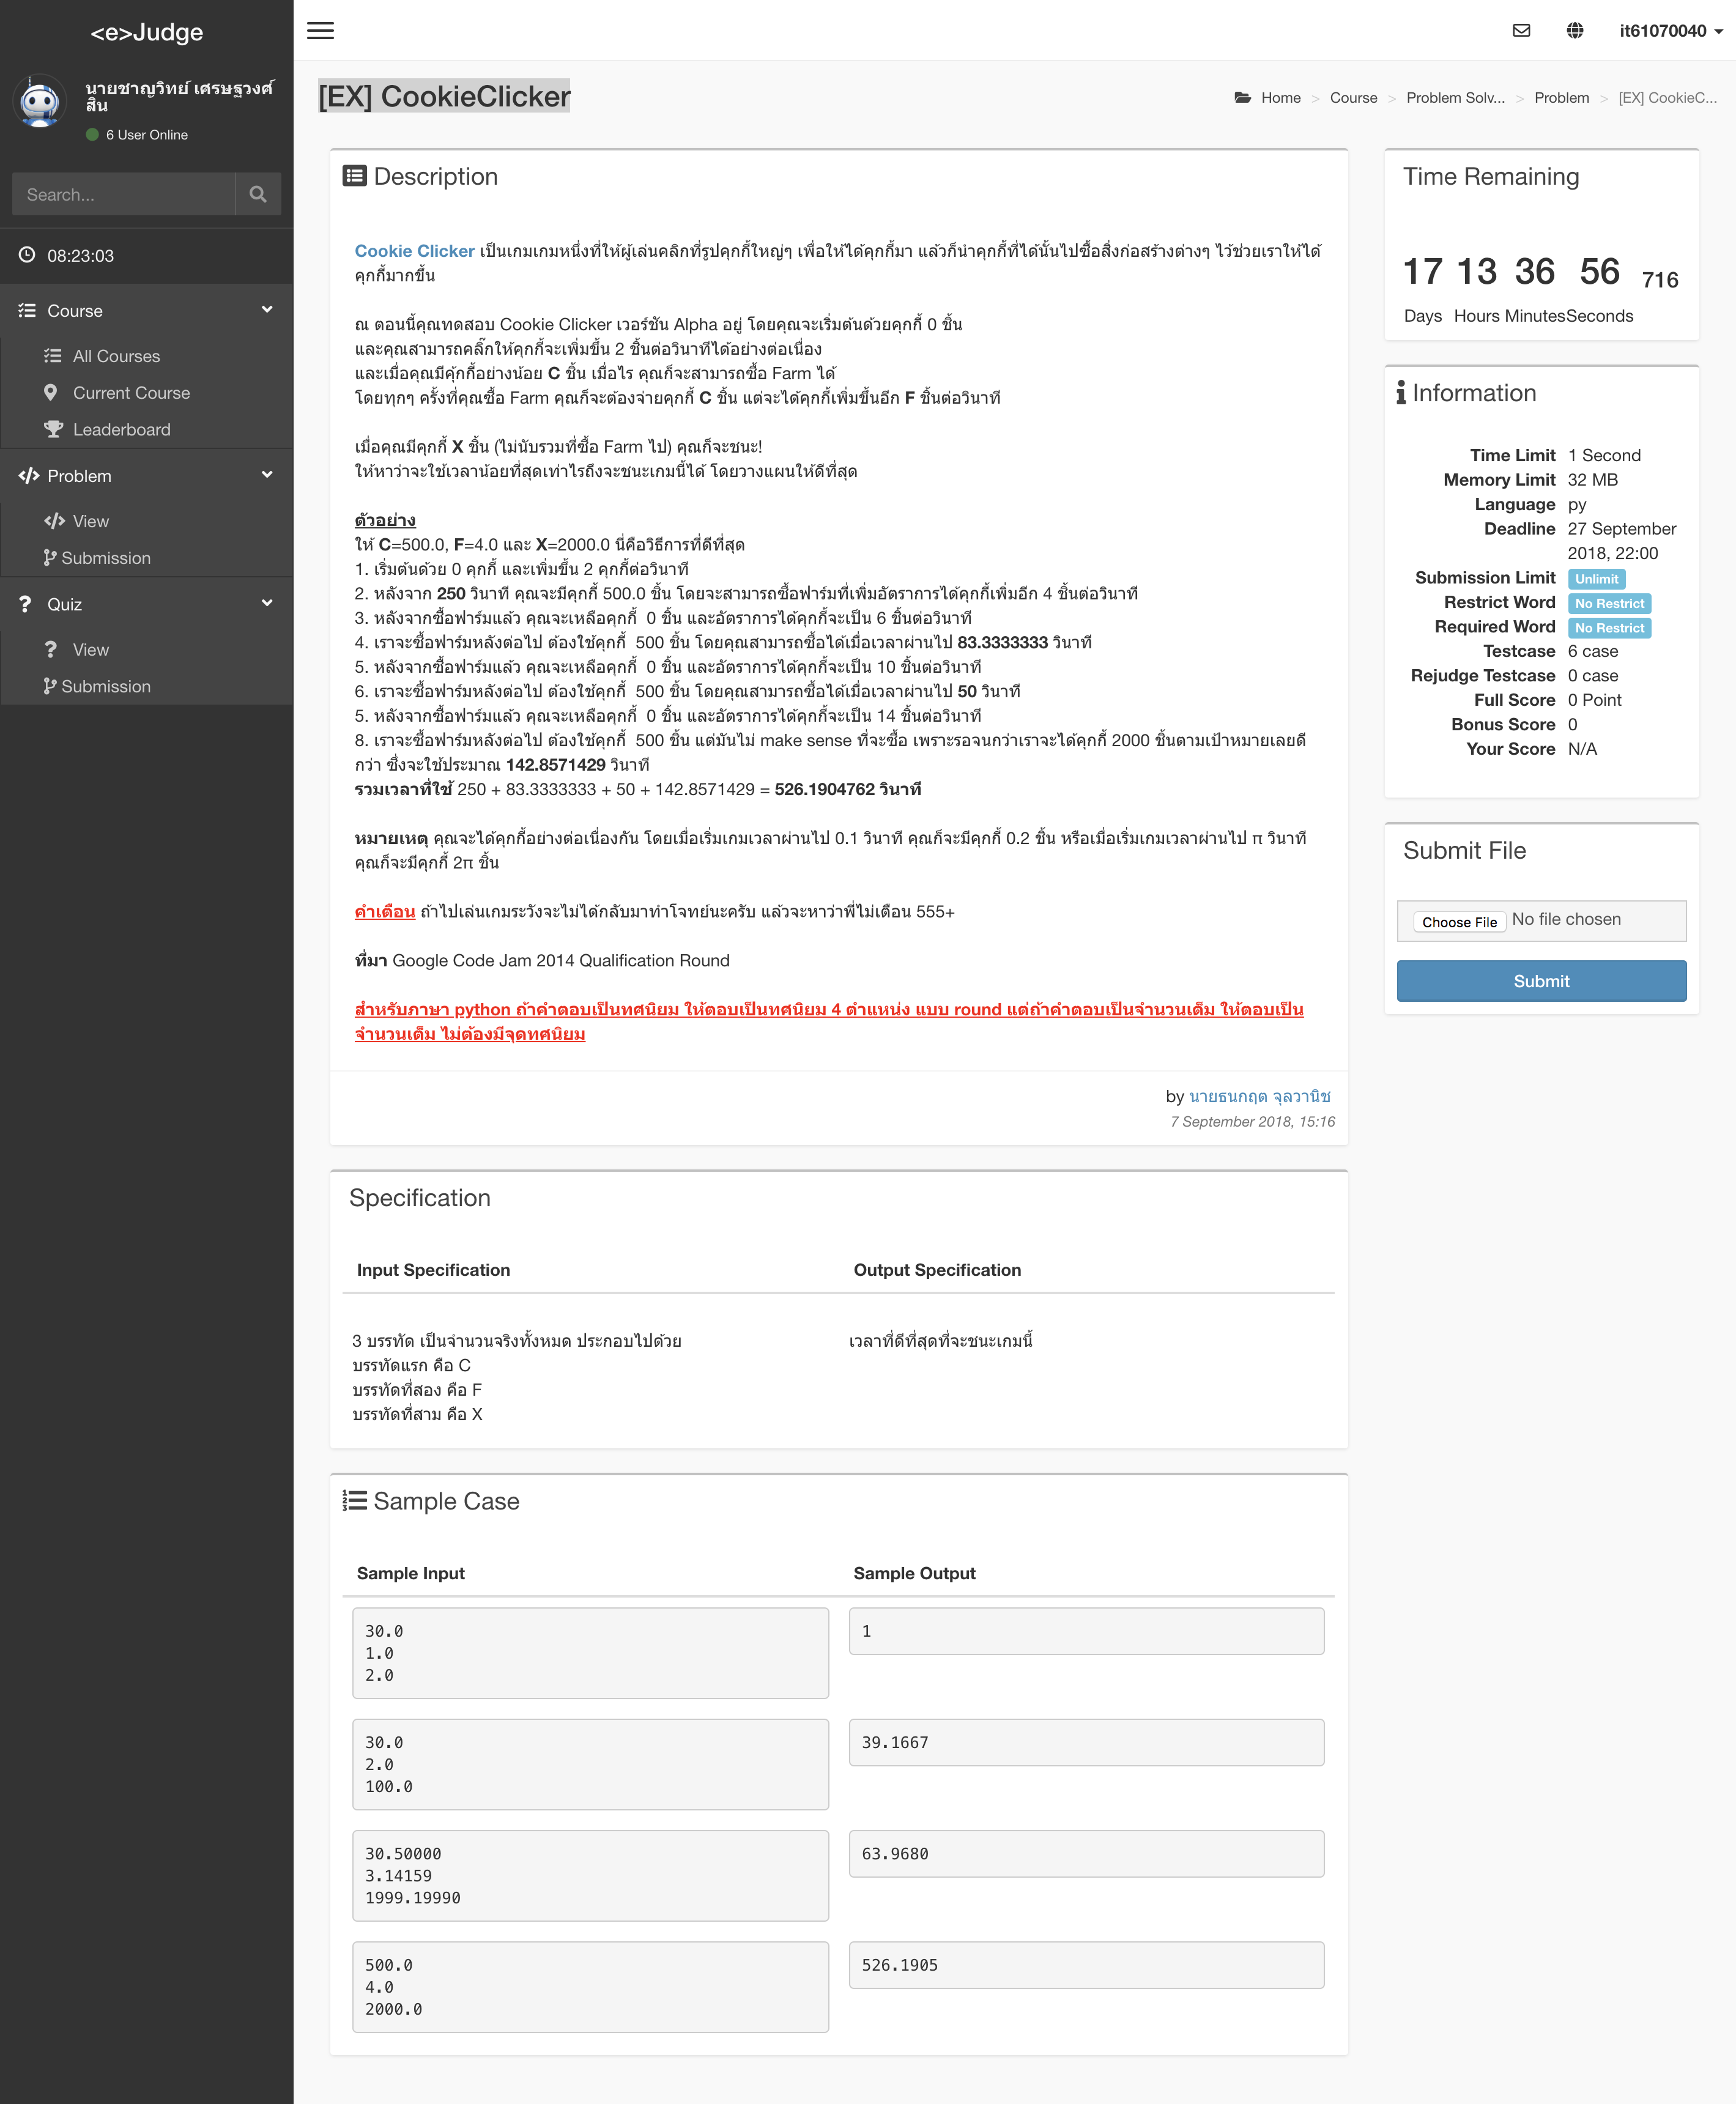 <e>Judge
it61070040
นายชาญวิทย์ เศรษฐวงศ์
สิน
6 User Online
Search...
08:23:03
Course
All Courses
Current Course
Leaderboard
Problem
View
Submission
Quiz
View
Submission
[EX] CookieClicker
Home > Course > Problem Solv... > Problem > [EX] CookieC...
Description
Cookie Clicker เป็นเกมเกมหนึ่งที่ให้ผู้เล่นคลิกที่รูปคุกกี้ใหญ่ๆ เพื่อให้ได้คุกกี้มา แล้วก็นำคุกกี้ที่ได้นั้นไปซื้อสิ่งก่อสร้างต่างๆ ไว้ช่วยเราให้ได้
คุกกี้มากขึ้น
ณ ตอนนี้คุณทดสอบ Cookie Clicker เวอร์ชัน Alpha อยู่ โดยคุณจะเริ่มต้นด้วยคุกกี้ 0 ชิ้น
และคุณสามารถคลิ๊กให้คุกกี้จะเพิ่มขึ้น 2 ชิ้นต่อวินาทีได้อย่างต่อเนื่อง
และเมื่อคุณมีคุ้กกี้อย่างน้อย C ชิ้น เมื่อไร คุณก็จะสามารถซื้อ Farm ได้
โดยทุกๆ ครั้งที่คุณซื้อ Farm คุณก็จะต้องจ่ายคุกกี้ C ชิ้น แต่จะได้คุกกี้เพิ่มขึ้นอีก F ชิ้นต่อวินาที
เมื่อคุณมีคุกกี้ X ชิ้น (ไม่นับรวมที่ซื้อ Farm ไป) คุณก็จะชนะ!
ให้หาว่าจะใช้เวลาน้อยที่สุดเท่าไรถึงจะชนะเกมนี้ได้ โดยวางแผนให้ดีที่สุด
ตัวอย่าง
ให้ C=500.0, F=4.0 และ X=2000.0 นี่คือวิธีการที่ดีที่สุด
1. เริ่มต้นด้วย 0 คุกกี้ และเพิ่มขึ้น 2 คุกกี้ต่อวินาที
2. หลังจาก 250 วินาที คุณจะมีคุกกี้ 500.0 ชิ้น โดยจะสามารถซื้อฟาร์มที่เพิ่มอัตราการได้คุกกี้เพิ่มอีก 4 ชิ้นต่อวินาที
3. หลังจากซื้อฟาร์มแล้ว คุณจะเหลือคุกกี้  0 ชิ้น และอัตราการได้คุกกี้จะเป็น 6 ชิ้นต่อวินาที
4. เราจะซื้อฟาร์มหลังต่อไป ต้องใช้คุกกี้  500 ชิ้น โดยคุณสามารถซื้อได้เมื่อเวลาผ่านไป 83.3333333 วินาที
5. หลังจากซื้อฟาร์มแล้ว คุณจะเหลือคุกกี้  0 ชิ้น และอัตราการได้คุกกี้จะเป็น 10 ชิ้นต่อวินาที
6. เราจะซื้อฟาร์มหลังต่อไป ต้องใช้คุกกี้  500 ชิ้น โดยคุณสามารถซื้อได้เมื่อเวลาผ่านไป 50 วินาที
5. หลังจากซื้อฟาร์มแล้ว คุณจะเหลือคุกกี้  0 ชิ้น และอัตราการได้คุกกี้จะเป็น 14 ชิ้นต่อวินาที
8. เราจะซื้อฟาร์มหลังต่อไป ต้องใช้คุกกี้  500 ชิ้น แต่มันไม่ make sense ที่จะซื้อ เพราะรอจนกว่าเราจะได้คุกกี้ 2000 ชิ้นตามเป้าหมายเลยดี
กว่า ซึ่งจะใช้ประมาณ 142.8571429 วินาที
รวมเวลาที่ใช้ 250 + 83.3333333 + 50 + 142.8571429 = 526.1904762 วินาที
หมายเหตุ คุณจะได้คุกกี้อย่างต่อเนื่องกัน โดยเมื่อเริ่มเกมเวลาผ่านไป 0.1 วินาที คุณก็จะมีคุกกี้ 0.2 ชิ้น หรือเมื่อเริ่มเกมเวลาผ่านไป π วินาที
คุณก็จะมีคุกกี้ 2π ชิ้น
คำเตือน ถ้าไปเล่นเกมระวังจะไม่ได้กลับมาทำโจทย์นะครับ แล้วจะหาว่าพี่ไม่เตือน 555+
ที่มา Google Code Jam 2014 Qualification Round
สำหรับภาษา python ถ้าคำตอบเป็นทศนิยม ให้ตอบเป็นทศนิยม 4 ตำแหน่ง แบบ round แต่ถ้าคำตอบเป็นจำนวนเต็ม ให้ตอบเป็น
จำนวนเต็ม ไม่ต้องมีจุดทศนิยม
by นายธนกฤต จุลวานิช
7 September 2018, 15:16
Time Remaining
17 13 36 56 716
Days Hours Minutes Seconds
Information
Time Limit 1 Second
Memory Limit 32 MB
Language py
Deadline 27 September
2018, 22:00
Submission Limit Unlimit
Restrict Word No Restrict
Required Word No Restrict
Testcase 6 case
Rejudge Testcase 0 case
Full Score 0 Point
Bonus Score 0
Your Score N/A
Submit File
Choose File No file chosen
Submit
Specification
Input Specification
3 บรรทัด เป็นจำนวนจริงทั้งหมด ประกอบไปด้วย
บรรทัดแรก คือ C
บรรทัดที่สอง คือ F
บรรทัดที่สาม คือ X
Output Specification
เวลาที่ดีที่สุดที่จะชนะเกมนี้
Sample Case
Sample Input Sample Output
30.0
1.0
2.0
1
30.0
2.0
100.0
39.1667
30.50000
3.14159
1999.19990
63.9680
500.0
4.0
2000.0
526.1905